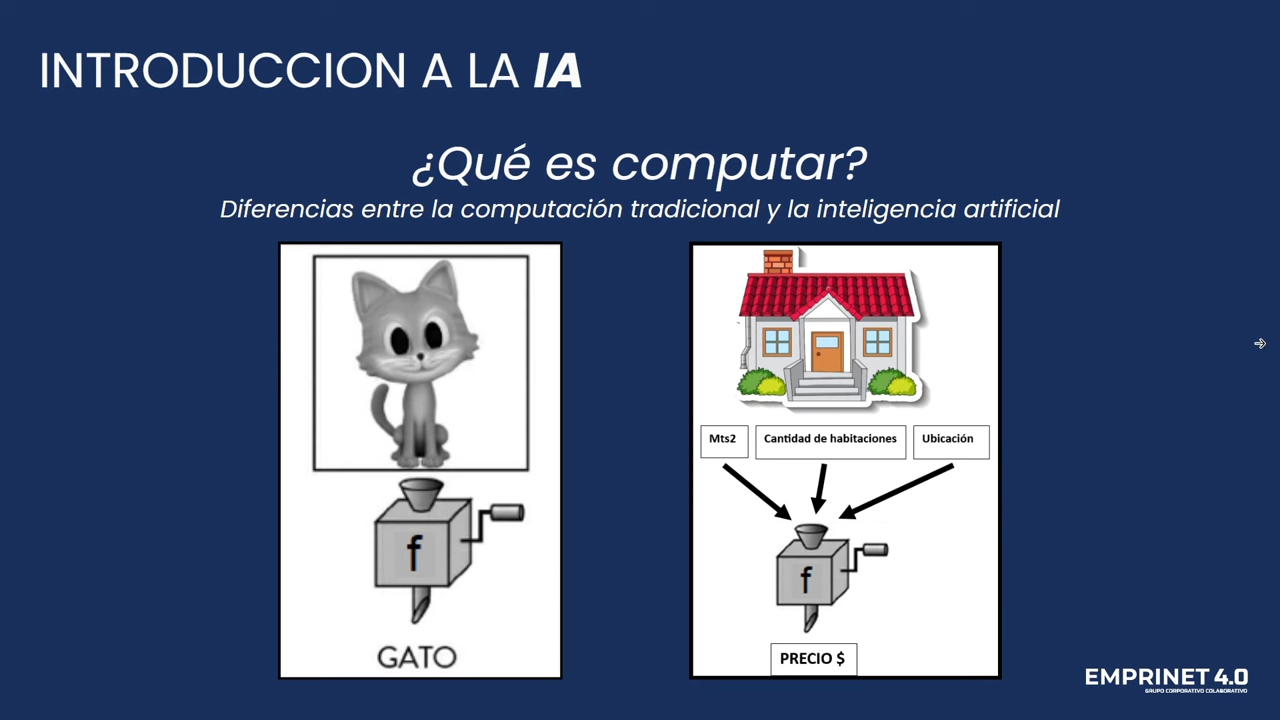 INTRODUCCION A LA IA
¿Qué es computar?
Diferencias entre la computación tradicional y la inteligencia artificial
f
GATO
Mts2
Cantidad de habitaciones
Ubicación
f
PRECIO $
EMPRINET 4.0
GRUPO CORPORATIVO COLABORATIVO